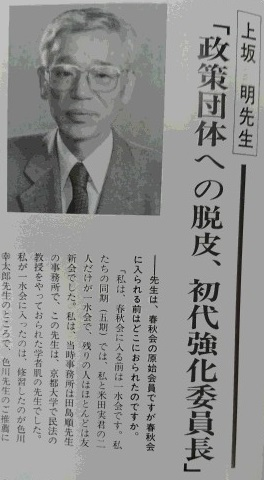 上坂　明先生
「政策団体への脱皮、初代強化委員長」
――先生は、春秋会の原始会員ですが春秋会
に入られる前はどこにおられたのですか。
「私は、春秋会に入る前は一水会です。私
たちの同期（五期）では、私と米田実君の二
人だけが一水会で、残りの人はほとんどは友
新会でした。私は、当時事務所は田島順先生
の事務所で、この先生は、京都大学で民法の
教授をやっておられた学者肌の先生でした。
私が一水会に入ったのは、修習したのが色川
幸太郎先生のところで、色川先生のご推薦に